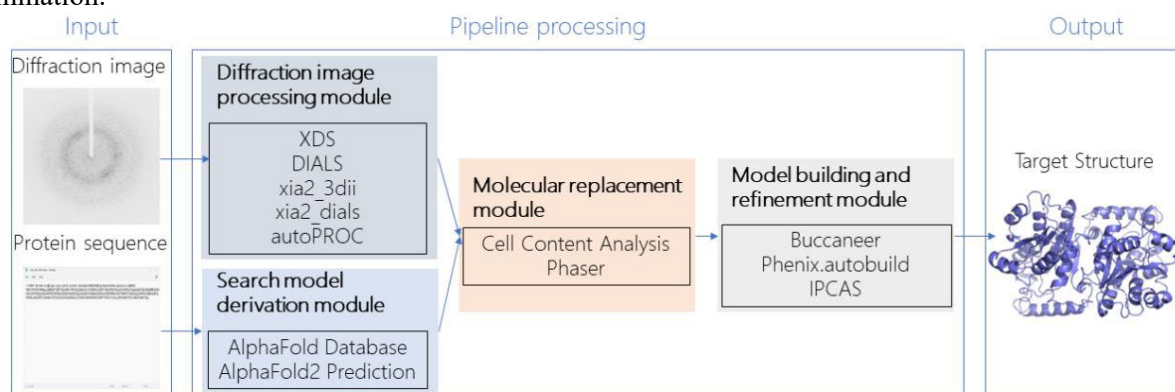 Input
Pipeline processing
Output
Diffraction image
Protein sequence
Diffraction image
processing module
XDS
DIALS
xia2_3dii
xia2_dials
autoPROC
Search model
derivation module
AlphaFold Database
AlphaFold2 Prediction
Molecular replacement
module
Cell Content Analysis
Phaser
Model building and
refinement module
Buccaneer
Phenix.autobuild
IPCAS
Target Structure